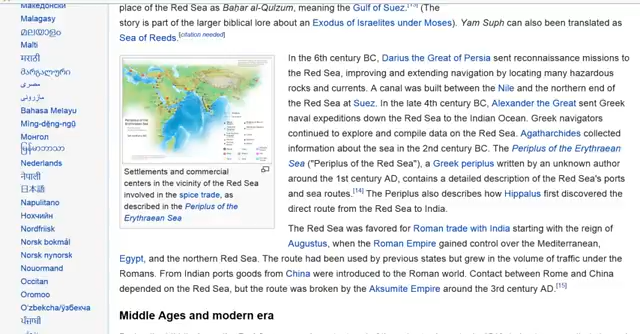 Македонски
Malagasy
മലയാളം
Malti
मराठी
მარგალური
مصرى
مازِرونی
Bahasa Melayu
Mìng-dĕ̤ng-ngṳ̄
Монгол
မြန်မာဘာသာ
Nederlands
नेपाली
日本語
Napulitano
Нохчийн
Nordfriisk
Norsk bokmål
Norsk nynorsk
Nouormand
Occitan
Oromoo
Oʻzbekcha/ўзбекча
ਪੰਜਾਬੀ
place of the Red Sea as Baḥar al-Qulzum, meaning the Gulf of Suez.[13] (The
story is part of the larger biblical lore about an Exodus of Israelites under Moses). Yam Suph can also been translated as
Sea of Reeds.[citation needed]
Settlements and commercial
centers in the vicinity of the Red Sea
involved in the spice trade, as
described in the Periplus of the
Erythraean Sea
In the 6th century BC, Darius the Great of Persia sent reconnaissance missions to
the Red Sea, improving and extending navigation by locating many hazardous
rocks and currents. A canal was built between the Nile and the northern end of
the Red Sea at Suez. In the late 4th century BC, Alexander the Great sent Greek
naval expeditions down the Red Sea to the Indian Ocean. Greek navigators
continued to explore and compile data on the Red Sea. Agatharchides collected
information about the sea in the 2nd century BC. The Periplus of the Erythraean
Sea ("Periplus of the Red Sea"), a Greek periplus written by an unknown author
around the 1st century AD, contains a detailed description of the Red Sea's ports
and sea routes.[14] The Periplus also describes how Hippalus first discovered the
direct route from the Red Sea to India.
The Red Sea was favored for Roman trade with India starting with the reign of
Augustus, when the Roman Empire gained control over the Mediterranean,
Egypt, and the northern Red Sea. The route had been used by previous states but grew in the volume of traffic under the
Romans. From Indian ports goods from China were introduced to the Roman world. Contact between Rome and China
depended on the Red Sea, but the route was broken by the Aksumite Empire around the 3rd century AD.[15]
Middle Ages and modern era